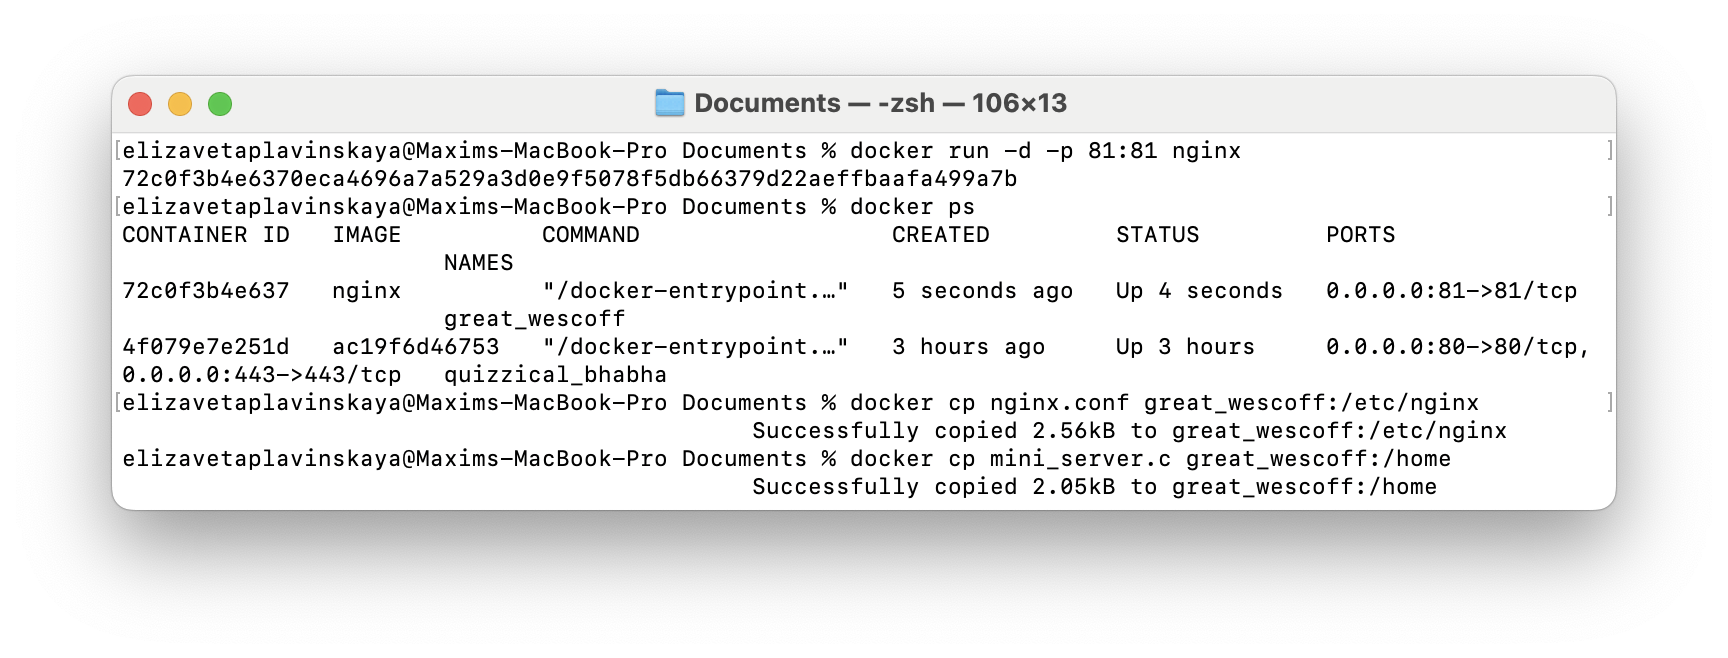 Documents — -zsh — 106×13
elizavetaplavinskaya@Maxims-MacBook-Pro Documents % docker run -d -p 81:81 nginx
72c0f3b4e6370eca4696a7a529a3d0e9f5078f5db66379d22aeffbaafa499a7b
elizavetaplavinskaya@Maxims-MacBook-Pro Documents % docker ps
CONTAINER ID   IMAGE          COMMAND                  CREATED         STATUS         PORTS
NAMES
72c0f3b4e637   nginx          "/docker-entrypoint.…"   5 seconds ago   Up 4 seconds   0.0.0.0:81->81/tcp
great_wescoff
4f079e7e251d   ac19f6d46753   "/docker-entrypoint.…"   3 hours ago     Up 3 hours     0.0.0.0:80->80/tcp,
0.0.0.0:443->443/tcp   quizzical_bhabha
elizavetaplavinskaya@Maxims-MacBook-Pro Documents % docker cp nginx.conf great_wescoff:/etc/nginx
Successfully copied 2.56kB to great_wescoff:/etc/nginx
elizavetaplavinskaya@Maxims-MacBook-Pro Documents % docker cp mini_server.c great_wescoff:/home
Successfully copied 2.05kB to great_wescoff:/home